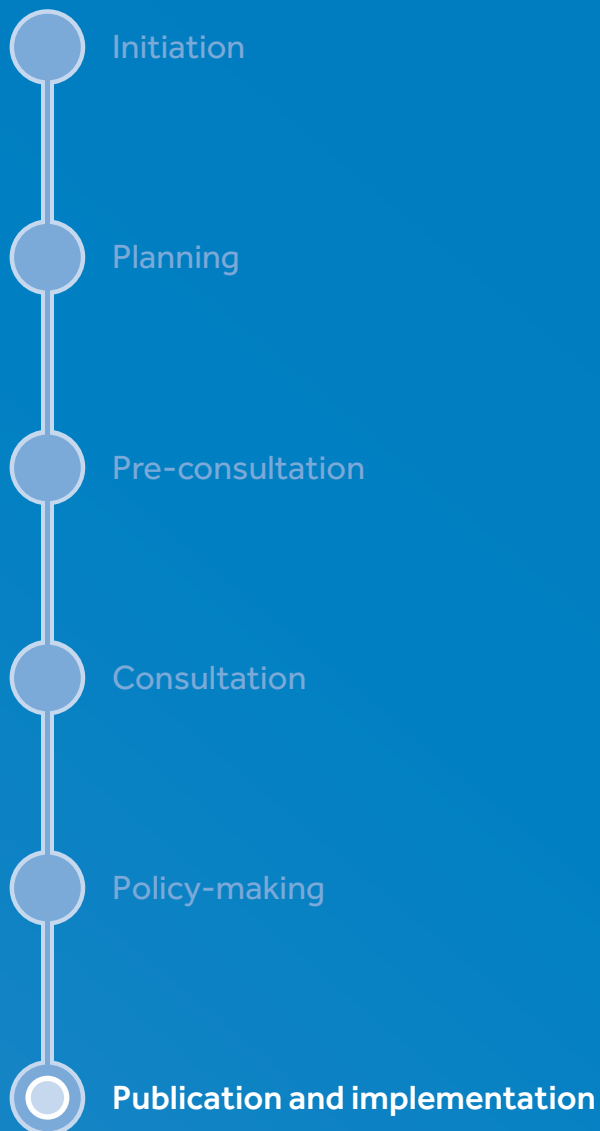 Initiation
Planning
Pre-consultation
Consultation
Policy-making
Publication and implementation